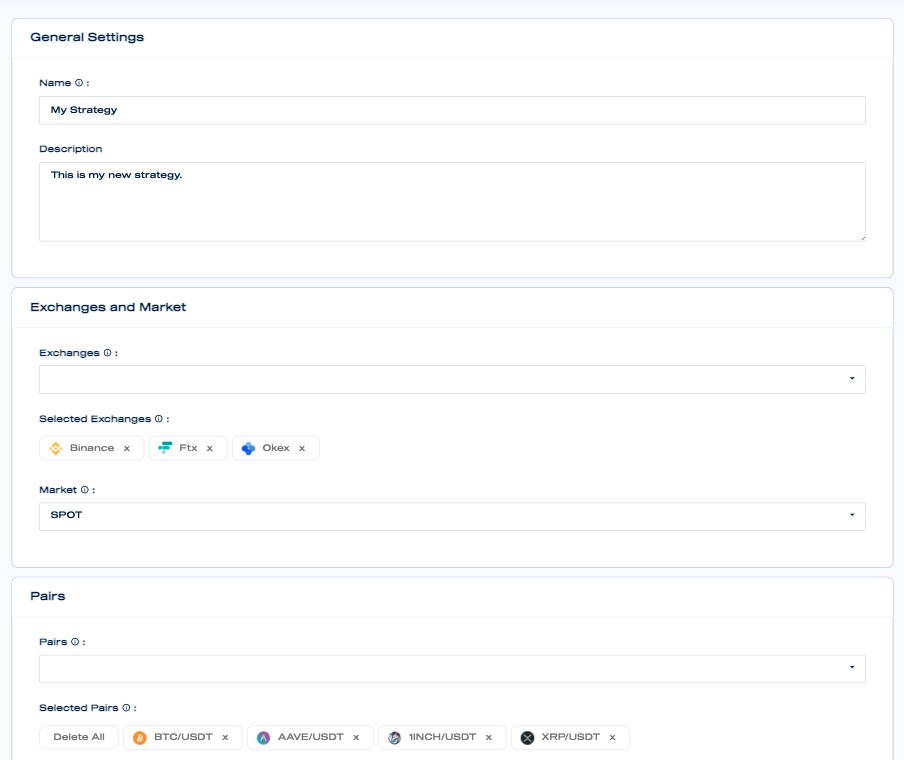 General Settings
Name ⓘ :
My Strategy
Description
This is my new strategy.
Exchanges and Market
Exchanges ⓘ :
Selected Exchanges ⓘ :
Binance x Ftx x Okex x
Market ⓘ :
SPOT
Pairs
Pairs ⓘ :
Selected Pairs ⓘ :
Delete All BTC/USDT x AAVE/USDT x 1INCH/USDT x XRP/USDT x